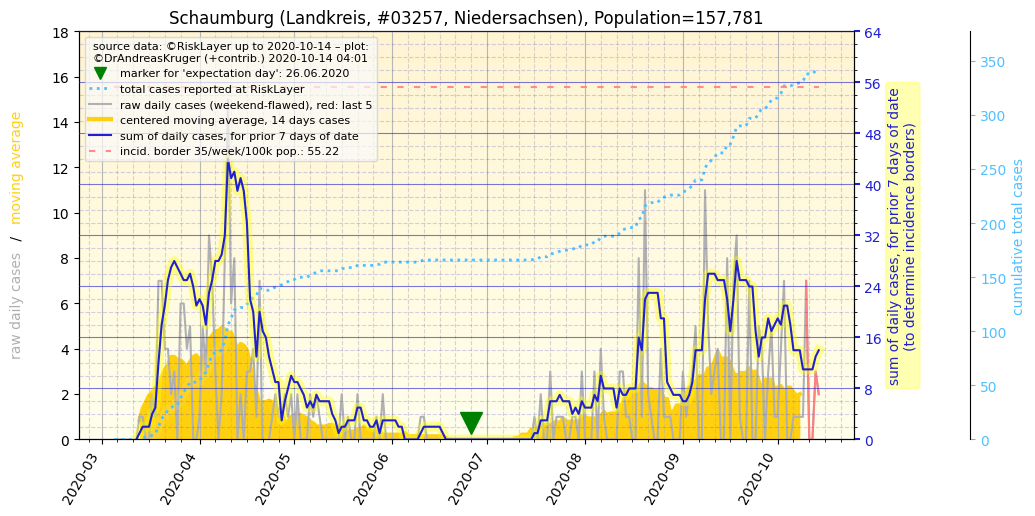 Schaumburg (Landkreis, #03257, Niedersachsen), Population=157,781
source data: ©RiskLayer up to 2020-10-14 – plot:
©DrAndreasKruger (+contrib.) 2020-10-14 04:01
marker for 'expectation day': 26.06.2020
total cases reported at RiskLayer
raw daily cases (weekend-flawed), red: last 5
centered moving average, 14 days cases
sum of daily cases, for prior 7 days of date
incid. border 35/week/100k pop.: 55.22
raw daily cases / moving average
18
16
14
12
10
8
6
4
2
0
64
56
48
40
32
24
16
8
0
sum of daily cases, for prior 7 days of date
(to determine incidence borders)
350
300
250
200
150
100
50
0
cumulative total cases
2020-03
2020-04
2020-05
2020-06
2020-07
2020-08
2020-09
2020-10